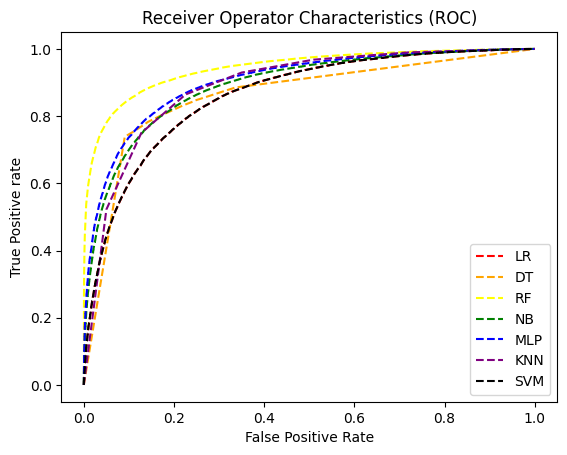 Receiver Operator Characteristics (ROC)
1.0
0.8
0.6
0.4
0.2
0.0
True Positive rate
LR
DT
RF
NB
MLP
KNN
SVM
0.0 0.2 0.4 0.6 0.8 1.0
False Positive Rate